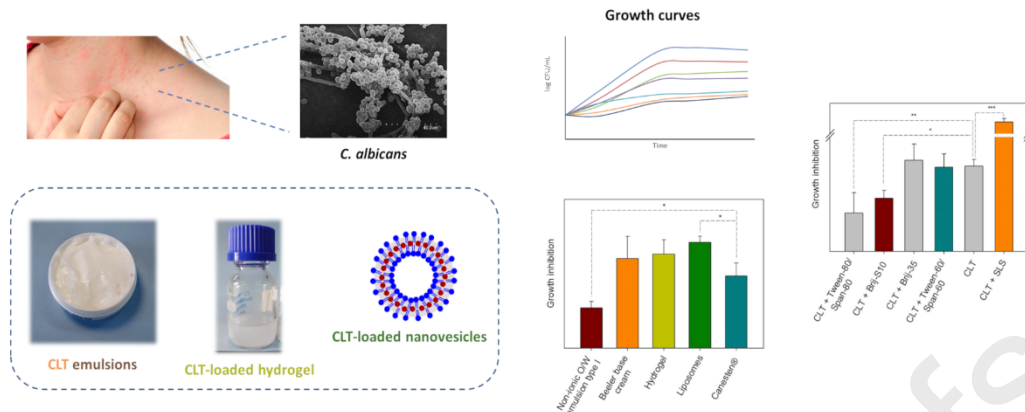 C. albicans
CLT emulsions
CLT-loaded hydrogel
CLT-loaded nanovesicles
Growth curves
log CFU/mL
Time
Growth inhibition
*
*
Non-ionic O/W
emulsion type I
Beeler base
cream
Hydrogel
Liposomes
Canesten®
Growth inhibition
**
*
***
CLT + Tween-80/
Span-80
CLT + Brij-S10
CLT + Brij-35
CLT + Tween-60/
Span-60
CLT
CLT + SLS